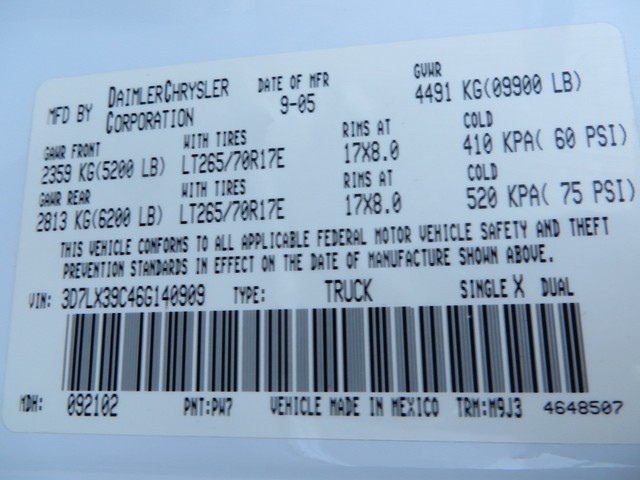 MFD BY DAIMLERCHRYSLER CORPORATION DATE OF MFR 9-05 GVWR 4491 KG(09900 LB)
GAWR FRONT WITH TIRES RIMS AT COLD
2359 KG(5200 LB) LT265/70R17E 17X8.0 410 KPA( 60 PSI)
GAWR REAR WITH TIRES RIMS AT COLD
2813 KG(6200 LB) LT265/70R17E 17X8.0 520 KPA( 75 PSI)
THIS VEHICLE CONFORMS TO ALL APPLICABLE FEDERAL MOTOR VEHICLE SAFETY AND THEFT
PREVENTION STANDARDS IN EFFECT ON THE DATE OF MANUFACTURE SHOWN ABOVE.
VIN: 3D7LX39C46G140909 TYPE: TRUCK SINGLE X DUAL
MDH: 092102 PNT:PW7 VEHICLE MADE IN MEXICO TRM:M9J3 4648507